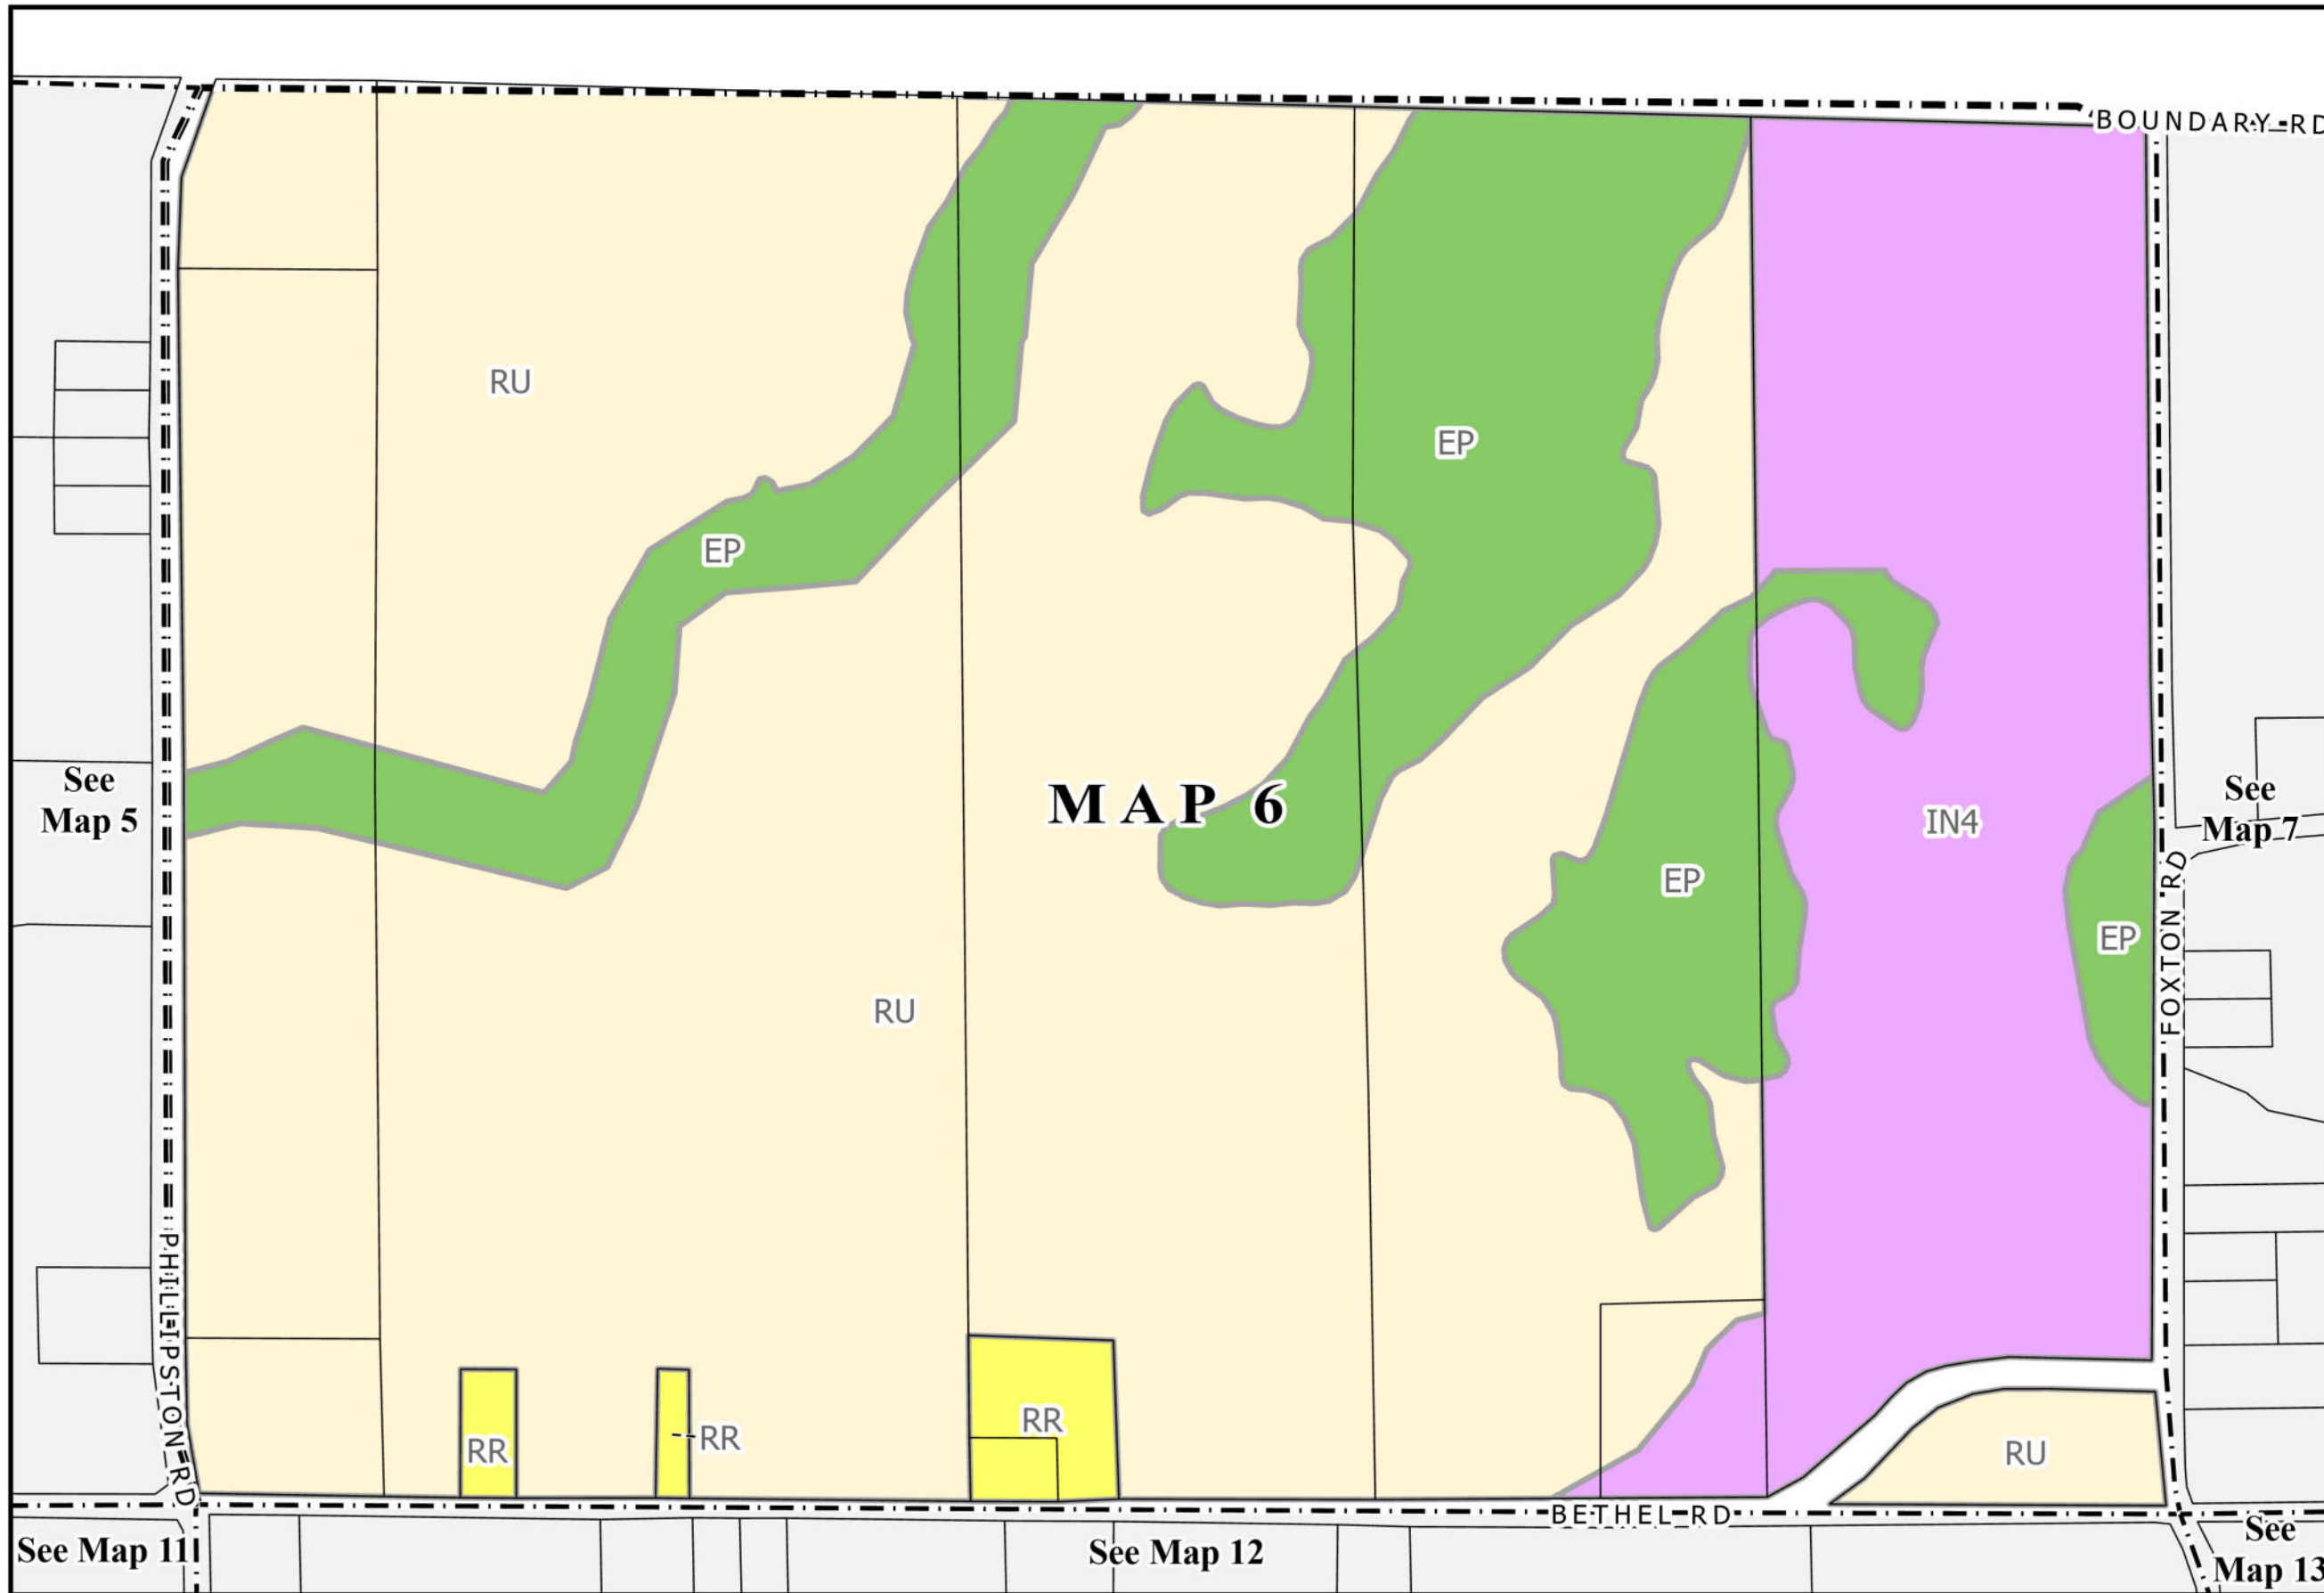 BOUNDARY RD
RU
EP
EP
See
Map 5
MAP 6
See
Map 7
IN4
EP
FOXTON RD
EP
RU
PHILLIPSTON RD
RR
RR
RR
RU
BETHEL RD
See Map 11
See Map 12
See
Map 13